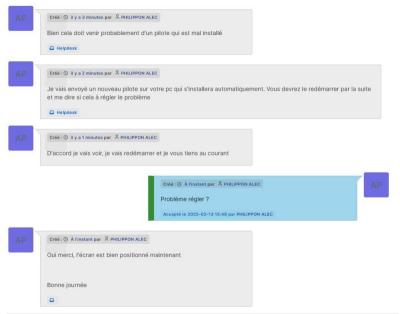 AP
Créé : il y a 2 minutes par PHILIPPON ALEC
Bien cela doit venir probablement d'un pilote qui est mal installé
Helpdesk
AP
Créé : il y a 2 minutes par PHILIPPON ALEC
Je vais envoyé un nouveau pilote sur votre pc qui s'installera automatiquement. Vous devrez le redémarrer par la suite
et me dire si cela à régler le problème
Helpdesk
AP
Créé : il y a 1 minutes par PHILIPPON ALEC
D'accord je vais voir, je vais redémarrer et je vous tiens au courant
Créé : À l'instant par PHILIPPON ALEC
AP
Problème régler ?
Accepté le 2025-03-13 15:46 par PHILIPPON ALEC
AP
Créé : À l'instant par PHILIPPON ALEC
Oui merci, l'écran est bien positionné maintenant
Bonne journée